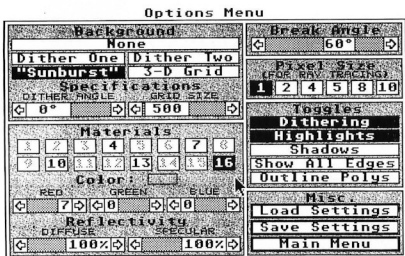 Options Menu
Background
None
Dither One Dither Two
"Sunburst" 3-D Grid
Specifications
DITHER ANGLE GRID SIZE
0° 500
Materials
1 2 3 4 5 6 7 8
9 10 11 12 13 14 15 16
Color:
RED GREEN BLUE
7 0 0
Reflectivity
DIFFUSE SPECULAR
100% 100%
Break Angle
60°
Pixel Size
(FOR RAY TRACING)
1 2 4 5 8 10
Toggles
Dithering
Highlights
Shadows
Show All Edges
Outline Polys
Misc.
Load Settings
Save Settings
Main Menu